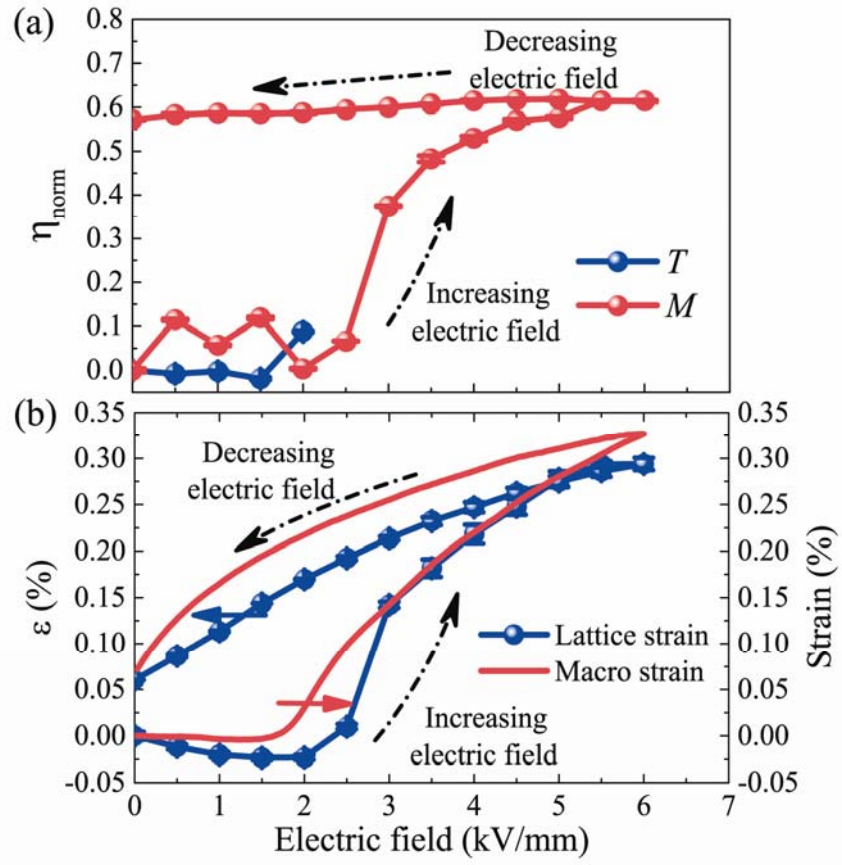 (a)
0.8
0.7
0.6
0.5
0.4
0.3
0.2
0.1
0.0
ηnorm
Decreasing
electric field
Increasing
electric field
T
M
(b)
0.35
0.30
0.25
0.20
0.15
0.10
0.05
0.00
-0.05
ε (%)
Decreasing
electric field
Lattice strain
Macro strain
Increasing
electric field
0.35
0.30
0.25
0.20
0.15
0.10
0.05
0.00
-0.05
Strain (%)
0 1 2 3 4 5 6 7
Electric field (kV/mm)